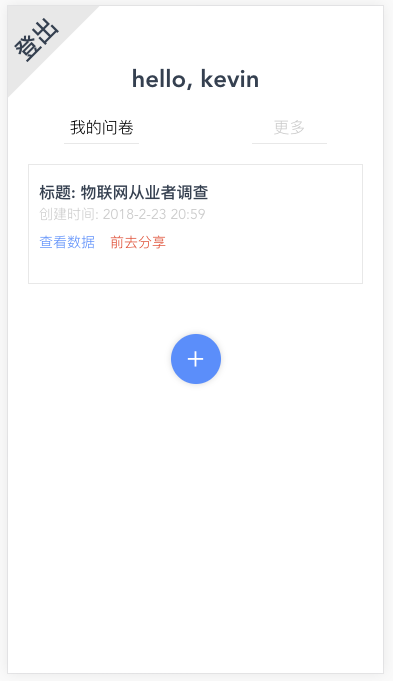 登出
hello, kevin
我的问卷 更多
标题: 物联网从业者调查
创建时间: 2018-2-23 20:59
查看数据 前去分享
+